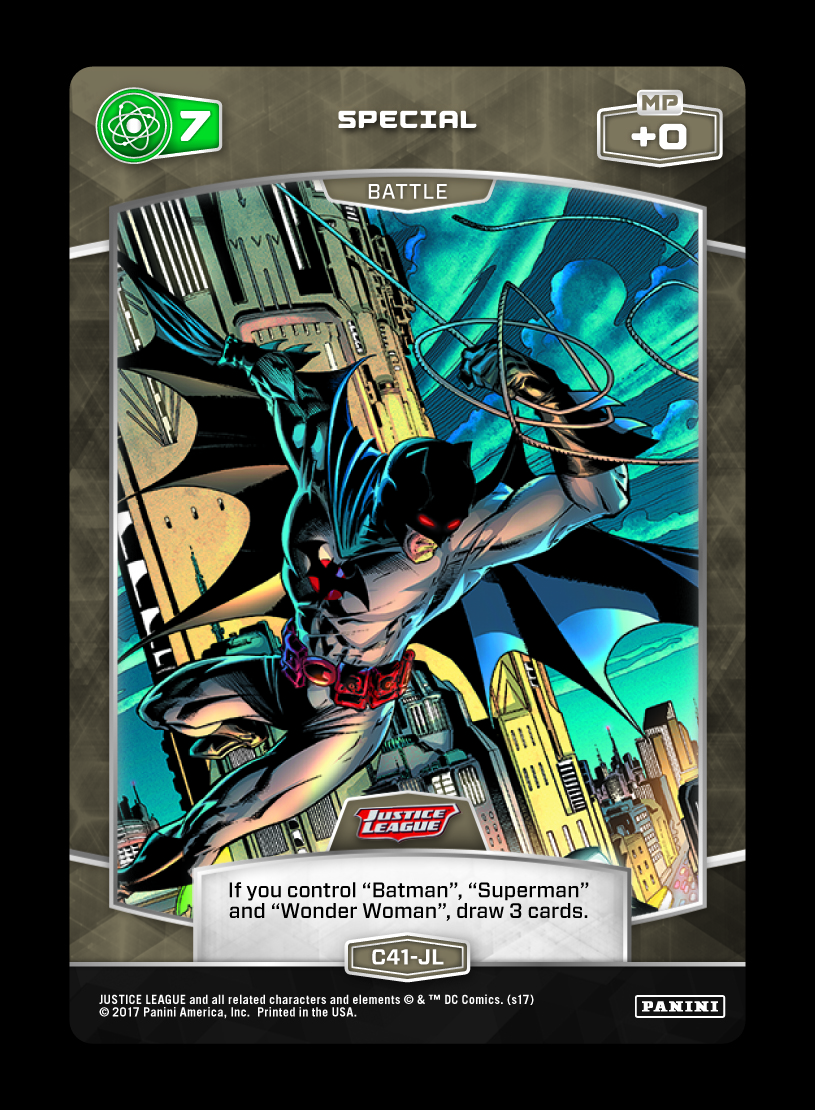 7
SPECIAL
MP
+0
BATTLE
JUSTICE
LEAGUE
If you control “Batman”, “Superman”
and “Wonder Woman”, draw 3 cards.
C41-JL
JUSTICE LEAGUE and all related characters and elements © & ™ DC Comics. (s17)
© 2017 Panini America, Inc. Printed in the USA.
PANINI